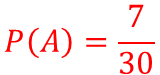 P(A) = 7/30